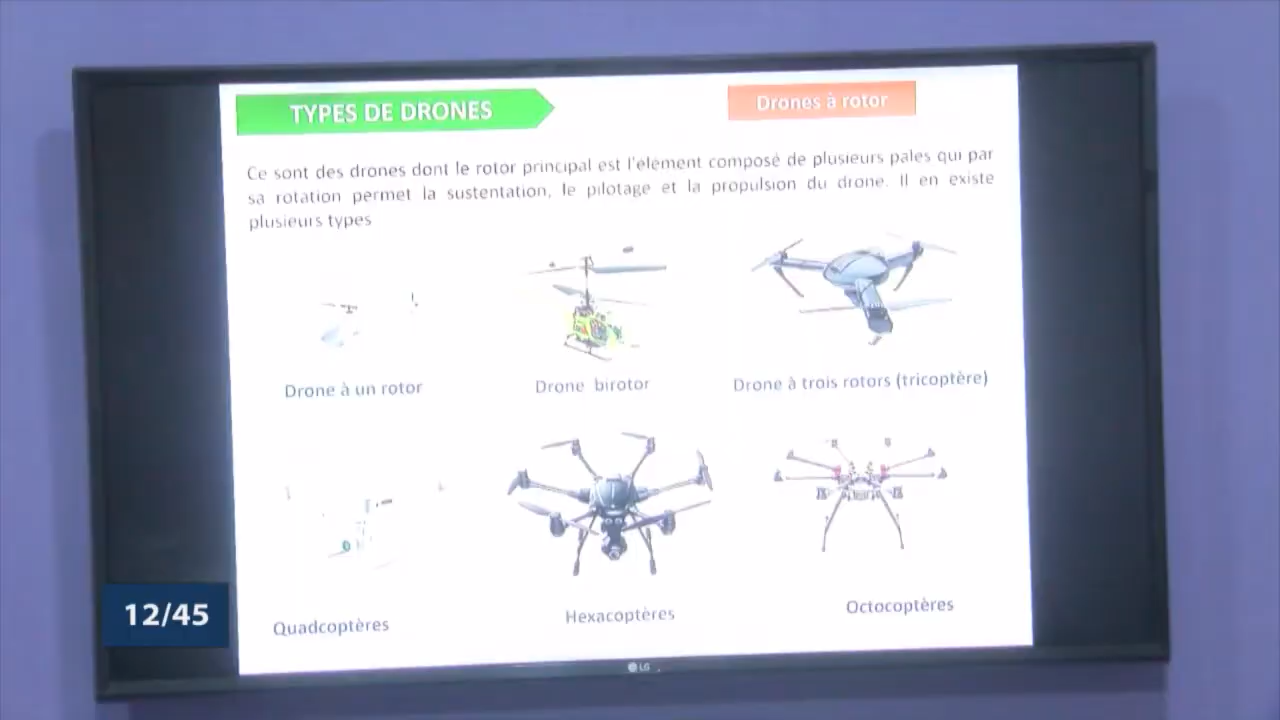 TYPES DE DRONES
Drones à rotor
Ce sont des drones dont le rotor principal est l'élément composé de plusieurs pales qui par
sa rotation permet la sustentation, le pilotage et la propulsion du drone. Il en existe
plusieurs types
Drone à un rotor
Drone birotor
Drone à trois rotors (tricoptère)
Quadcoptères
Hexacoptères
Octocoptères
12/45
LG